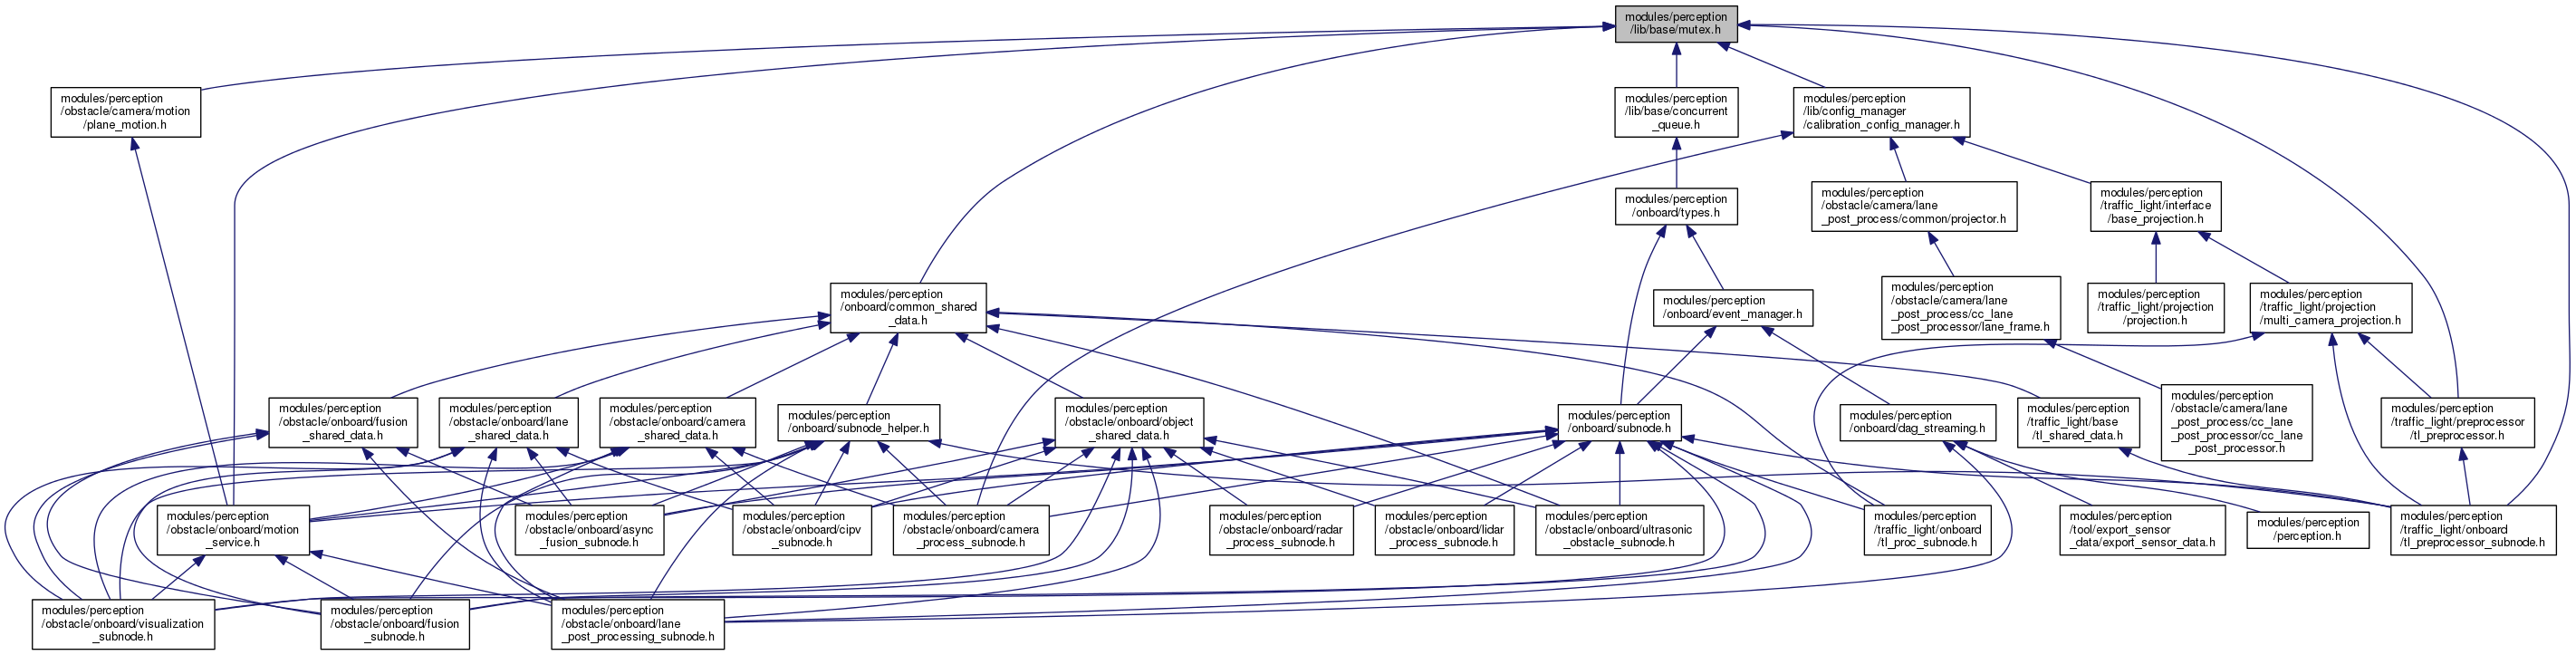 modules/perception
/lib/base/mutex.h
modules/perception
/obstacle/camera/motion
/plane_motion.h
modules/perception
/lib/base/concurrent
_queue.h
modules/perception
/lib/config_manager
/calibration_config_manager.h
modules/perception
/onboard/types.h
modules/perception
/obstacle/camera/lane
_post_process/common/projector.h
modules/perception
/traffic_light/interface
/base_projection.h
modules/perception
/onboard/common_shared
_data.h
modules/perception
/onboard/event_manager.h
modules/perception
/obstacle/camera/lane
_post_process/cc_lane
_post_processor/lane_frame.h
modules/perception
/traffic_light/projection
/projection.h
modules/perception
/traffic_light/projection
/multi_camera_projection.h
modules/perception
/obstacle/onboard/fusion
_shared_data.h
modules/perception
/obstacle/onboard/lane
_shared_data.h
modules/perception
/obstacle/onboard/camera
_shared_data.h
modules/perception
/onboard/subnode_helper.h
modules/perception
/obstacle/onboard/object
_shared_data.h
modules/perception
/onboard/subnode.h
modules/perception
/onboard/dag_streaming.h
modules/perception
/traffic_light/base
/tl_shared_data.h
modules/perception
/obstacle/camera/lane
_post_process/cc_lane
_post_processor/cc_lane
_post_processor.h
modules/perception
/traffic_light/preprocessor
/tl_preprocessor.h
modules/perception
/obstacle/onboard/motion
_service.h
modules/perception
/obstacle/onboard/async
_fusion_subnode.h
modules/perception
/obstacle/onboard/cipv
_subnode.h
modules/perception
/obstacle/onboard/camera
_process_subnode.h
modules/perception
/obstacle/onboard/radar
_process_subnode.h
modules/perception
/obstacle/onboard/lidar
_process_subnode.h
modules/perception
/obstacle/onboard/ultrasonic
_obstacle_subnode.h
modules/perception
/traffic_light/onboard
/tl_proc_subnode.h
modules/perception
/tool/export_sensor
_data/export_sensor_data.h
modules/perception
/perception.h
modules/perception
/traffic_light/onboard
/tl_preprocessor_subnode.h
modules/perception
/obstacle/onboard/visualization
_subnode.h
modules/perception
/obstacle/onboard/fusion
_subnode.h
modules/perception
/obstacle/onboard/lane
_post_processing_subnode.h